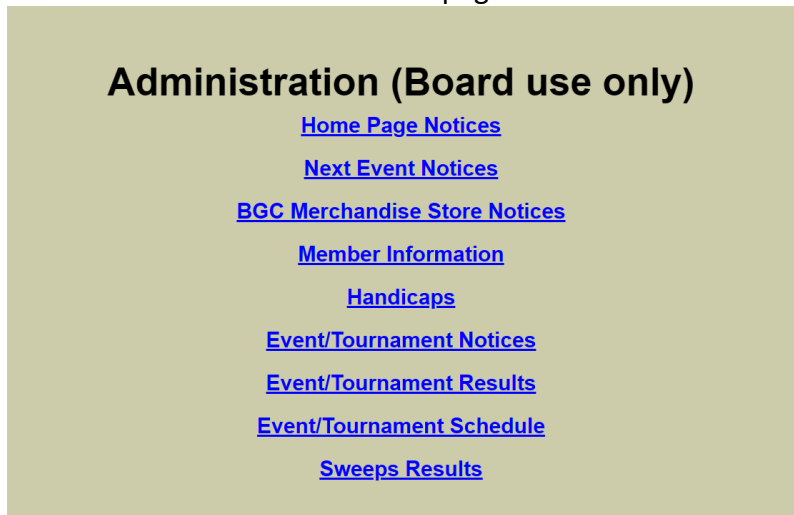 Administration (Board use only)
Home Page Notices
Next Event Notices
BGC Merchandise Store Notices
Member Information
Handicaps
Event/Tournament Notices
Event/Tournament Results
Event/Tournament Schedule
Sweeps Results